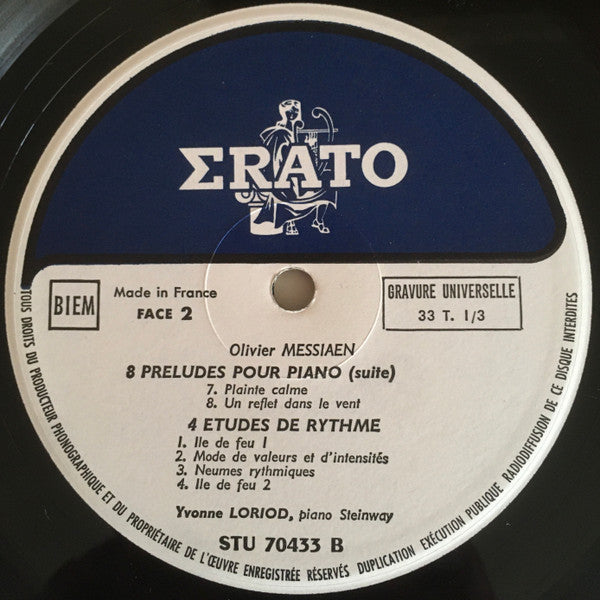 ΣRATO
BIEM
Made in France
FACE 2
GRAVURE UNIVERSELLE
33 T. 1/3
Olivier MESSIAEN
8 PRELUDES POUR PIANO (suite)
7. Plainte calme
8. Un reflet dans le vent
4 ETUDES DE RYTHME
1. Ile de feu 1
2. Mode de valeurs et d'intensités
3. Neumes rythmiques
4. Ile de feu 2
Yvonne LORIOD, piano Steinway
STU 70433 B
TOUS DROITS DU PRODUCTEUR PHONOGRAPHIQUE ET DU PROPRIÉTAIRE DE L'ŒUVRE ENREGISTRÉE RÉSERVÉS DUPLICATION EXÉCUTION PUBLIQUE RADIODIFFUSION DE CE DISQUE INTERDITES